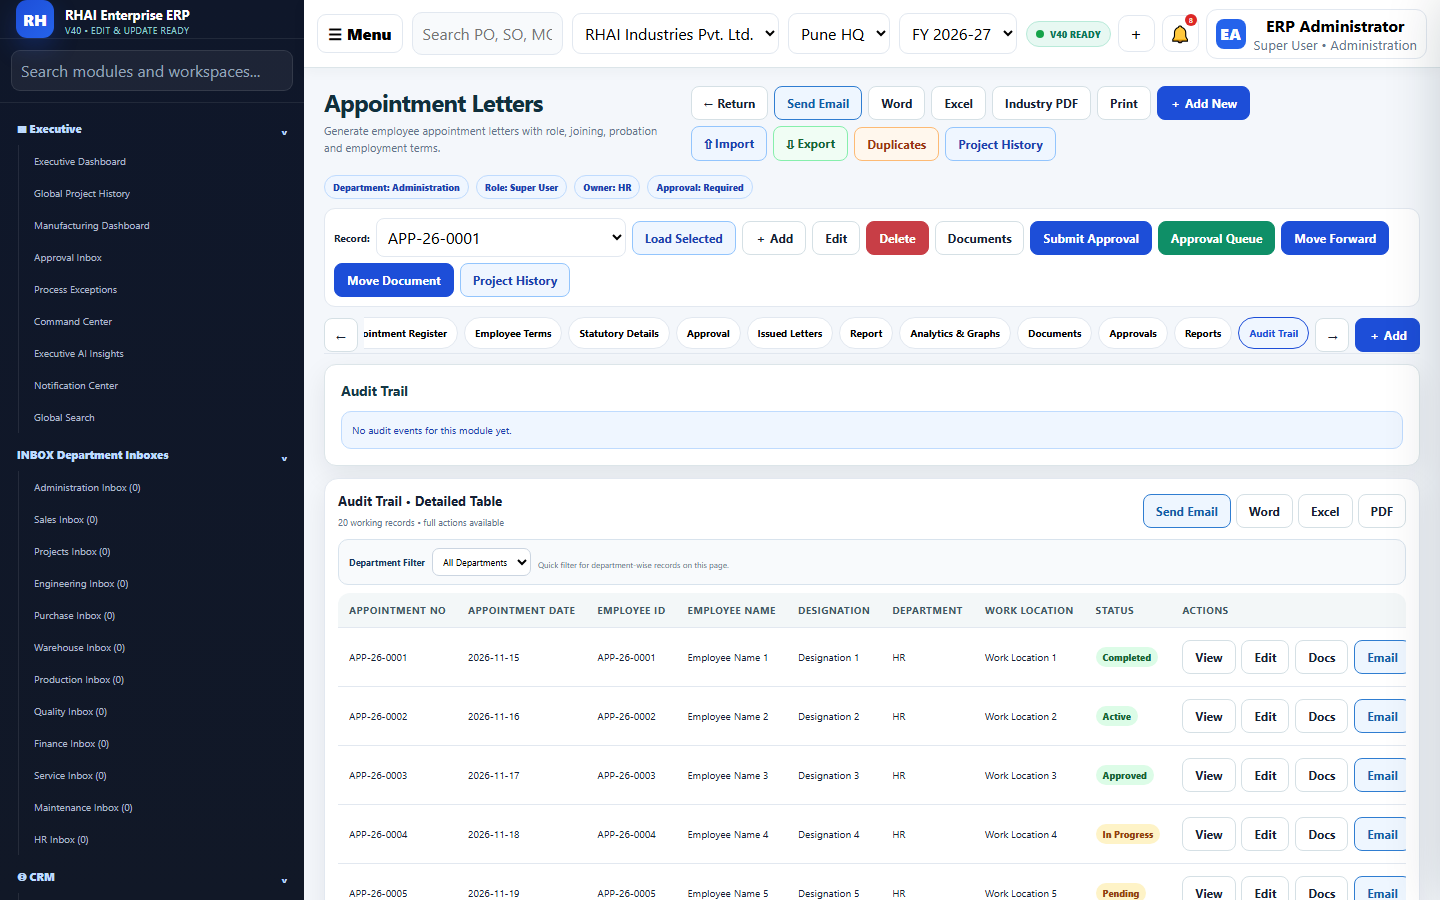 RH
RHAI Enterprise ERP
V40 • EDIT & UPDATE READY
Search modules and workspaces...
Executive
Executive Dashboard
Global Project History
Manufacturing Dashboard
Approval Inbox
Process Exceptions
Command Center
Executive AI Insights
Notification Center
Global Search
INBOX Department Inboxes
Administration Inbox (0)
Sales Inbox (0)
Projects Inbox (0)
Engineering Inbox (0)
Purchase Inbox (0)
Warehouse Inbox (0)
Production Inbox (0)
Quality Inbox (0)
Finance Inbox (0)
Service Inbox (0)
Maintenance Inbox (0)
HR Inbox (0)
CRM
☰ Menu
Search PO, SO, MO
RHAI Industries Pvt. Ltd.
Pune HQ
FY 2026-27
V40 READY
+
8
EA
ERP Administrator
Super User • Administration
Appointment Letters
Generate employee appointment letters with role, joining, probation
and employment terms.
← Return Send Email Word Excel Industry PDF Print + Add New
⇧ Import ⇩ Export Duplicates Project History
Department: Administration Role: Super User Owner: HR Approval: Required
Record: APP-26-0001 Load Selected + Add Edit Delete Documents Submit Approval Approval Queue Move Forward
Move Document Project History
← ointment Register Employee Terms Statutory Details Approval Issued Letters Report Analytics & Graphs Documents Approvals Reports Audit Trail → + Add
Audit Trail
No audit events for this module yet.
Audit Trail • Detailed Table
20 working records • full actions available
Send Email Word Excel PDF
Department Filter All Departments Quick filter for department-wise records on this page.
APPOINTMENT NO APPOINTMENT DATE EMPLOYEE ID EMPLOYEE NAME DESIGNATION DEPARTMENT WORK LOCATION STATUS ACTIONS
APP-26-0001 2026-11-15 APP-26-0001 Employee Name 1 Designation 1 HR Work Location 1 Completed View Edit Docs Email
APP-26-0002 2026-11-16 APP-26-0002 Employee Name 2 Designation 2 HR Work Location 2 Active View Edit Docs Email
APP-26-0003 2026-11-17 APP-26-0003 Employee Name 3 Designation 3 HR Work Location 3 Approved View Edit Docs Email
APP-26-0004 2026-11-18 APP-26-0004 Employee Name 4 Designation 4 HR Work Location 4 In Progress View Edit Docs Email
APP-26-0005 2026-11-19 APP-26-0005 Employee Name 5 Designation 5 HR Work Location 5 Pending View Edit Docs Email